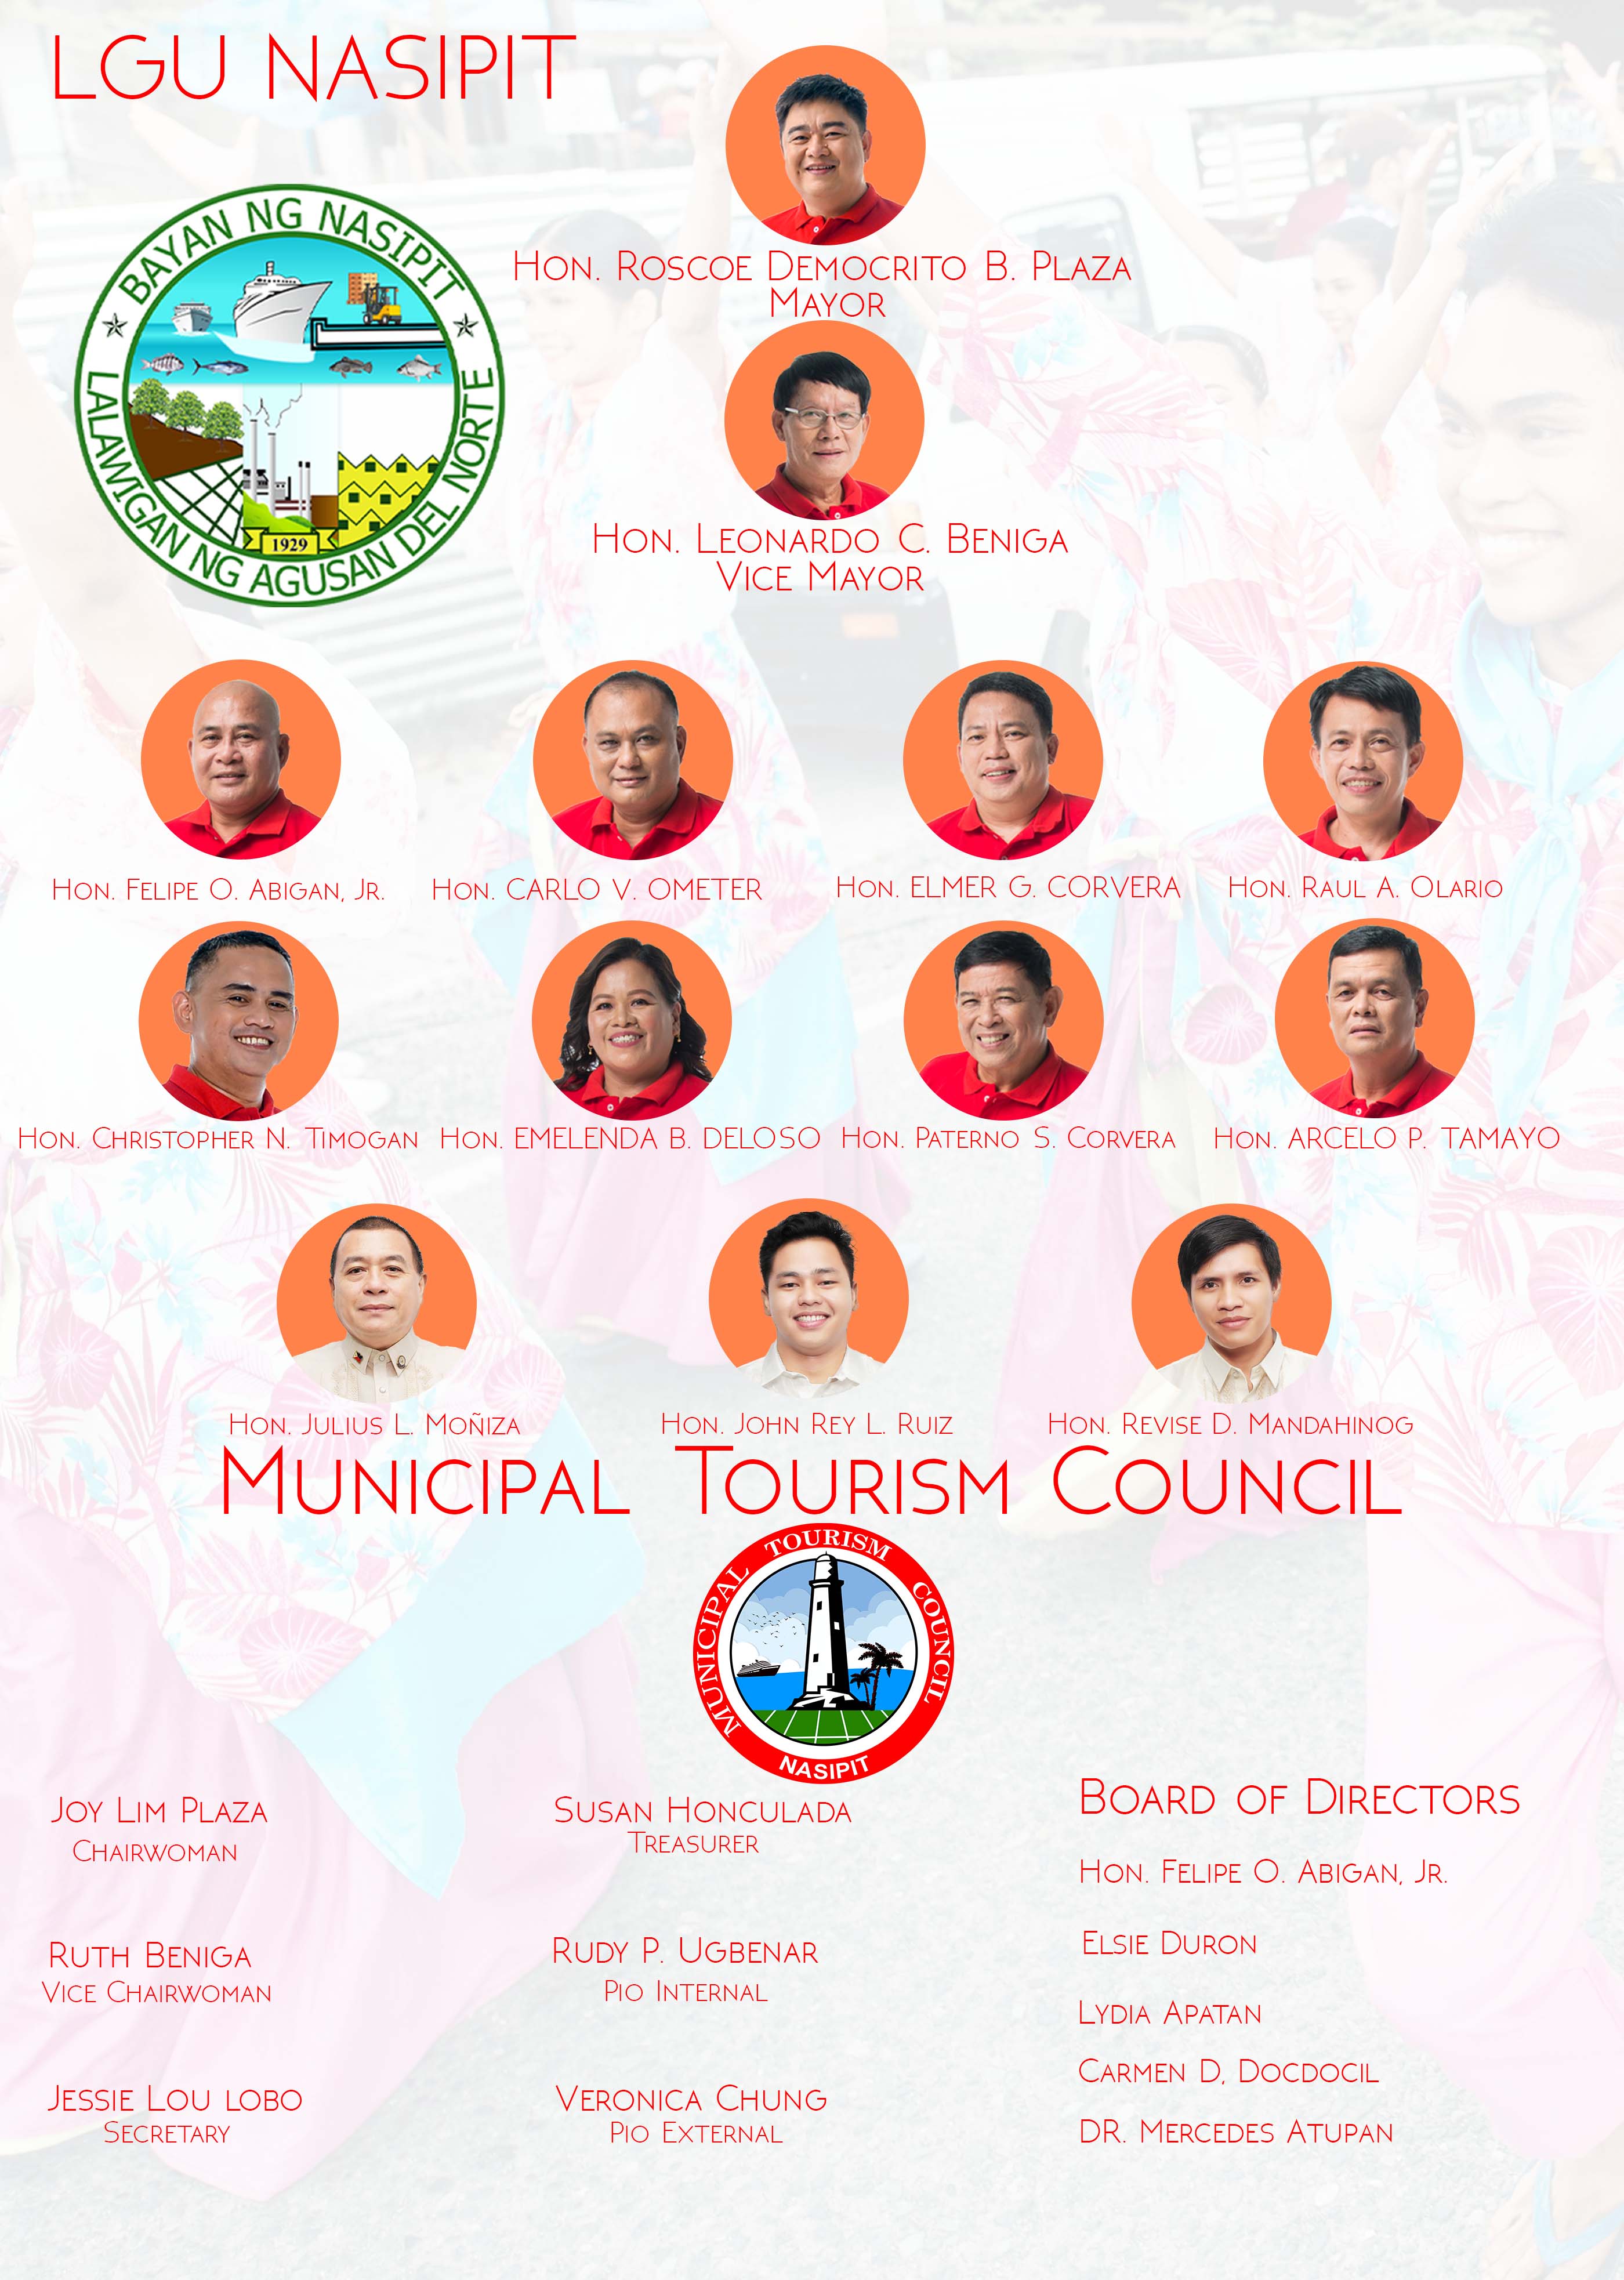 LGU NASIPIT
BAYAN NG NASIPIT
LALAWIGAN NG AGUSAN DEL NORTE
1929
HON. ROSCOE DEMOCRITO B. PLAZA
MAYOR
HON. LEONARDO C. BENIGA
VICE MAYOR
HON. FELIPE O. ABIGAN, JR.
HON. CARLO V. OMETER
HON. ELMER G. CORVERA
HON. RAUL A. OLARIO
HON. CHRISTOPHER N. TIMOGAN
HON. EMELENDA B. DELOSO
HON. PATERNO S. CORVERA
HON. ARCELO P. TAMAYO
HON. JULIUS L. MOÑIZA
HON. JOHN REY L. RUIZ
HON. REVISE D. MANDAHINOG
MUNICIPAL TOURISM COUNCIL
MUNICIPAL TOURISM COUNCIL
NASIPIT
JOY LIM PLAZA
CHAIRWOMAN
RUTH BENIGA
VICE CHAIRWOMAN
JESSIE LOU LOBO
SECRETARY
SUSAN HONCULADA
TREASURER
RUDY P. UGBENAR
PIO INTERNAL
VERONICA CHUNG
PIO EXTERNAL
BOARD OF DIRECTORS
HON. FELIPE O. ABIGAN, JR.
ELSIE DURON
LYDIA APATAN
CARMEN D, DOCDOCIL
DR. MERCEDES ATUPAN